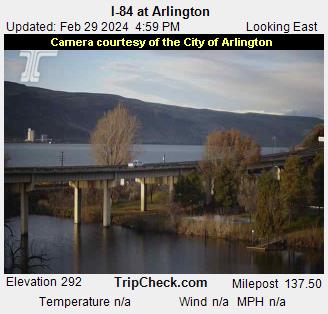 I-84 at Arlington
Updated: Feb 29 2024 4:59 PM Looking East
Camera courtesy of the City of Arlington
Elevation 292 TripCheck.com Milepost 137.50
Temperature n/a Wind n/a MPH n/a